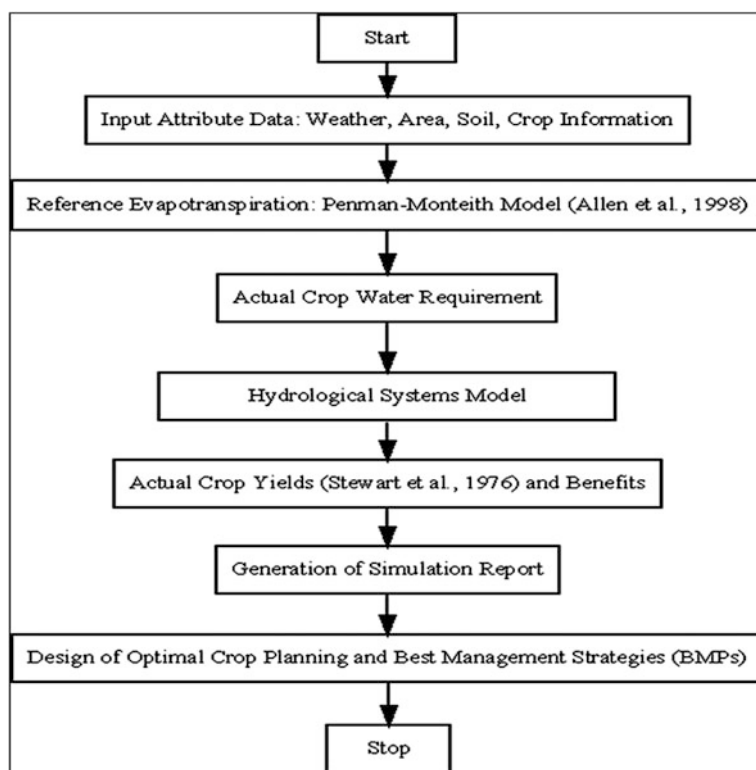 Start
Input Attribute Data: Weather, Area, Soil, Crop Information
Reference Evapotranspiration: Penman-Monteith Model (Allen et al., 1998)
Actual Crop Water Requirement
Hydrological Systems Model
Actual Crop Yields (Stewart et al., 1976) and Benefits
Generation of Simulation Report
Design of Optimal Crop Planning and Best Management Strategies (BMPs)
Stop